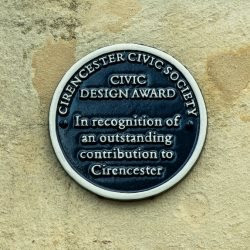 CIRENCESTER CIVIC SOCIETY
CIVIC
DESIGN AWARD
In recognition of
an outstanding
contribution to
Cirencester